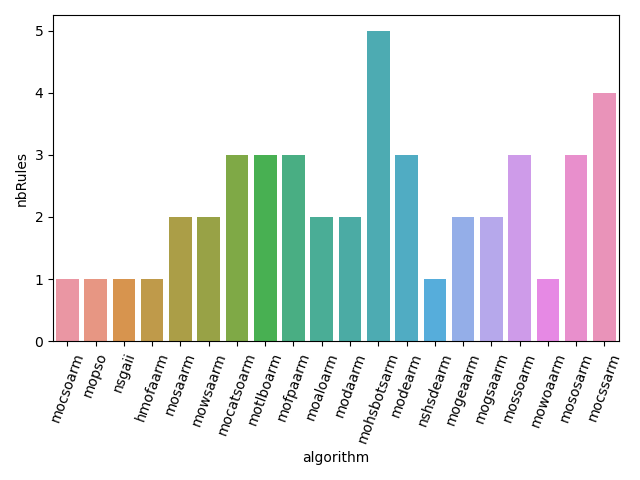 nbRules
5
4
3
2
1
0
mocsoarm
mopso
nsgaii
hmofaarm
mosaarm
mowsaarm
mocatsoarm
motlboarm
mofpaarm
moaloarm
modaarm
mohsbotsarm
modearm
nshsdearm
mogeaarm
mogsaarm
mossoarm
mowoaarm
mososarm
mocssarm
algorithm